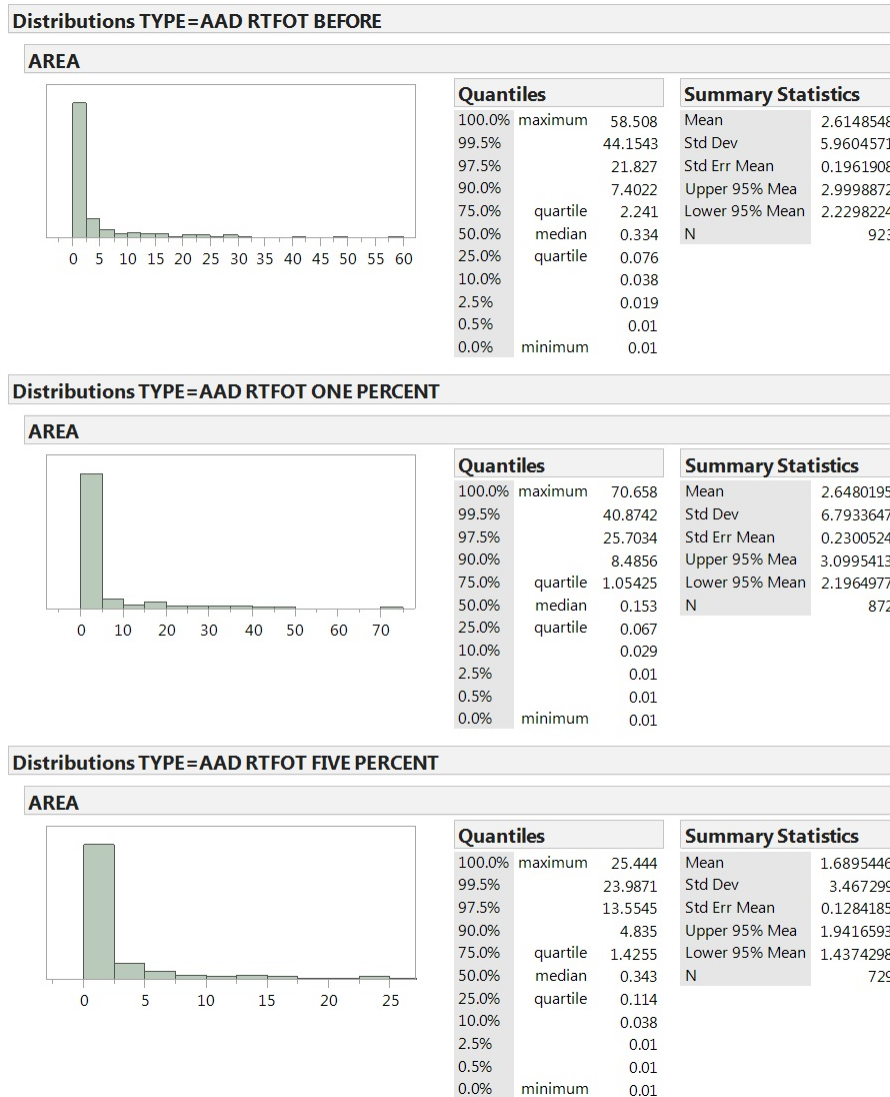 Distributions TYPE=AAD RTFOT BEFORE
AREA
0 5 10 15 20 25 30 35 40 45 50 55 60
Quantiles
100.0% maximum 58.508
99.5% 44.1543
97.5% 21.827
90.0% 7.4022
75.0% quartile 2.241
50.0% median 0.334
25.0% quartile 0.076
10.0% 0.038
2.5% 0.019
0.5% 0.01
0.0% minimum 0.01
Summary Statistics
Mean 2.6148548
Std Dev 5.9604571
Std Err Mean 0.1961908
Upper 95% Mea 2.9998872
Lower 95% Mean 2.2298224
N 923
Distributions TYPE=AAD RTFOT ONE PERCENT
AREA
0 10 20 30 40 50 60 70
Quantiles
100.0% maximum 70.658
99.5% 40.8742
97.5% 25.7034
90.0% 8.4856
75.0% quartile 1.05425
50.0% median 0.153
25.0% quartile 0.067
10.0% 0.029
2.5% 0.01
0.5% 0.01
0.0% minimum 0.01
Summary Statistics
Mean 2.6480195
Std Dev 6.7933647
Std Err Mean 0.2300524
Upper 95% Mea 3.0995413
Lower 95% Mean 2.1964977
N 872
Distributions TYPE=AAD RTFOT FIVE PERCENT
AREA
0 5 10 15 20 25
Quantiles
100.0% maximum 25.444
99.5% 23.9871
97.5% 13.5545
90.0% 4.835
75.0% quartile 1.4255
50.0% median 0.343
25.0% quartile 0.114
10.0% 0.038
2.5% 0.01
0.5% 0.01
0.0% minimum 0.01
Summary Statistics
Mean 1.6895446
Std Dev 3.467299
Std Err Mean 0.1284185
Upper 95% Mea 1.9416593
Lower 95% Mean 1.4374298
N 729